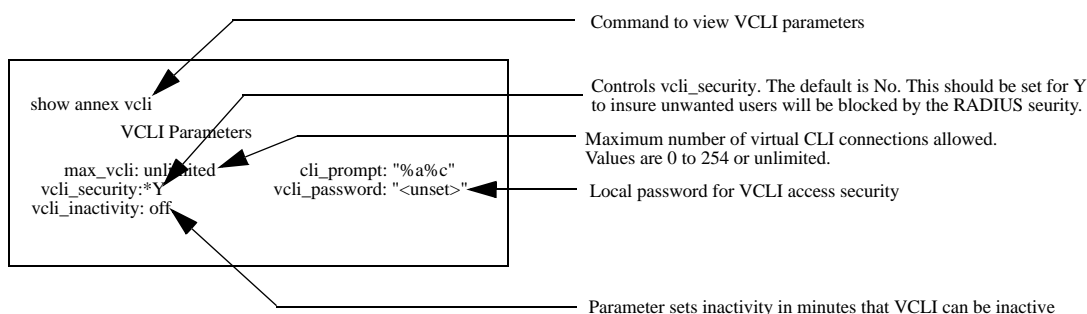 Command to view VCLI parameters
show annex vcli
Controls vcli_security. The default is No. This should be set for Y
to insure unwanted users will be blocked by the RADIUS seurity.
VCLI Parameters
Maximum number of virtual CLI connections allowed.
Values are 0 to 254 or unlimited.
max_vcli: unlimited cli_prompt: "%a%c"
vcli_security:*Y vcli_password: "<unset>"
Local password for VCLI access security
vcli_inactivity: off
Parameter sets inactivity in minutes that VCLI can be inactive